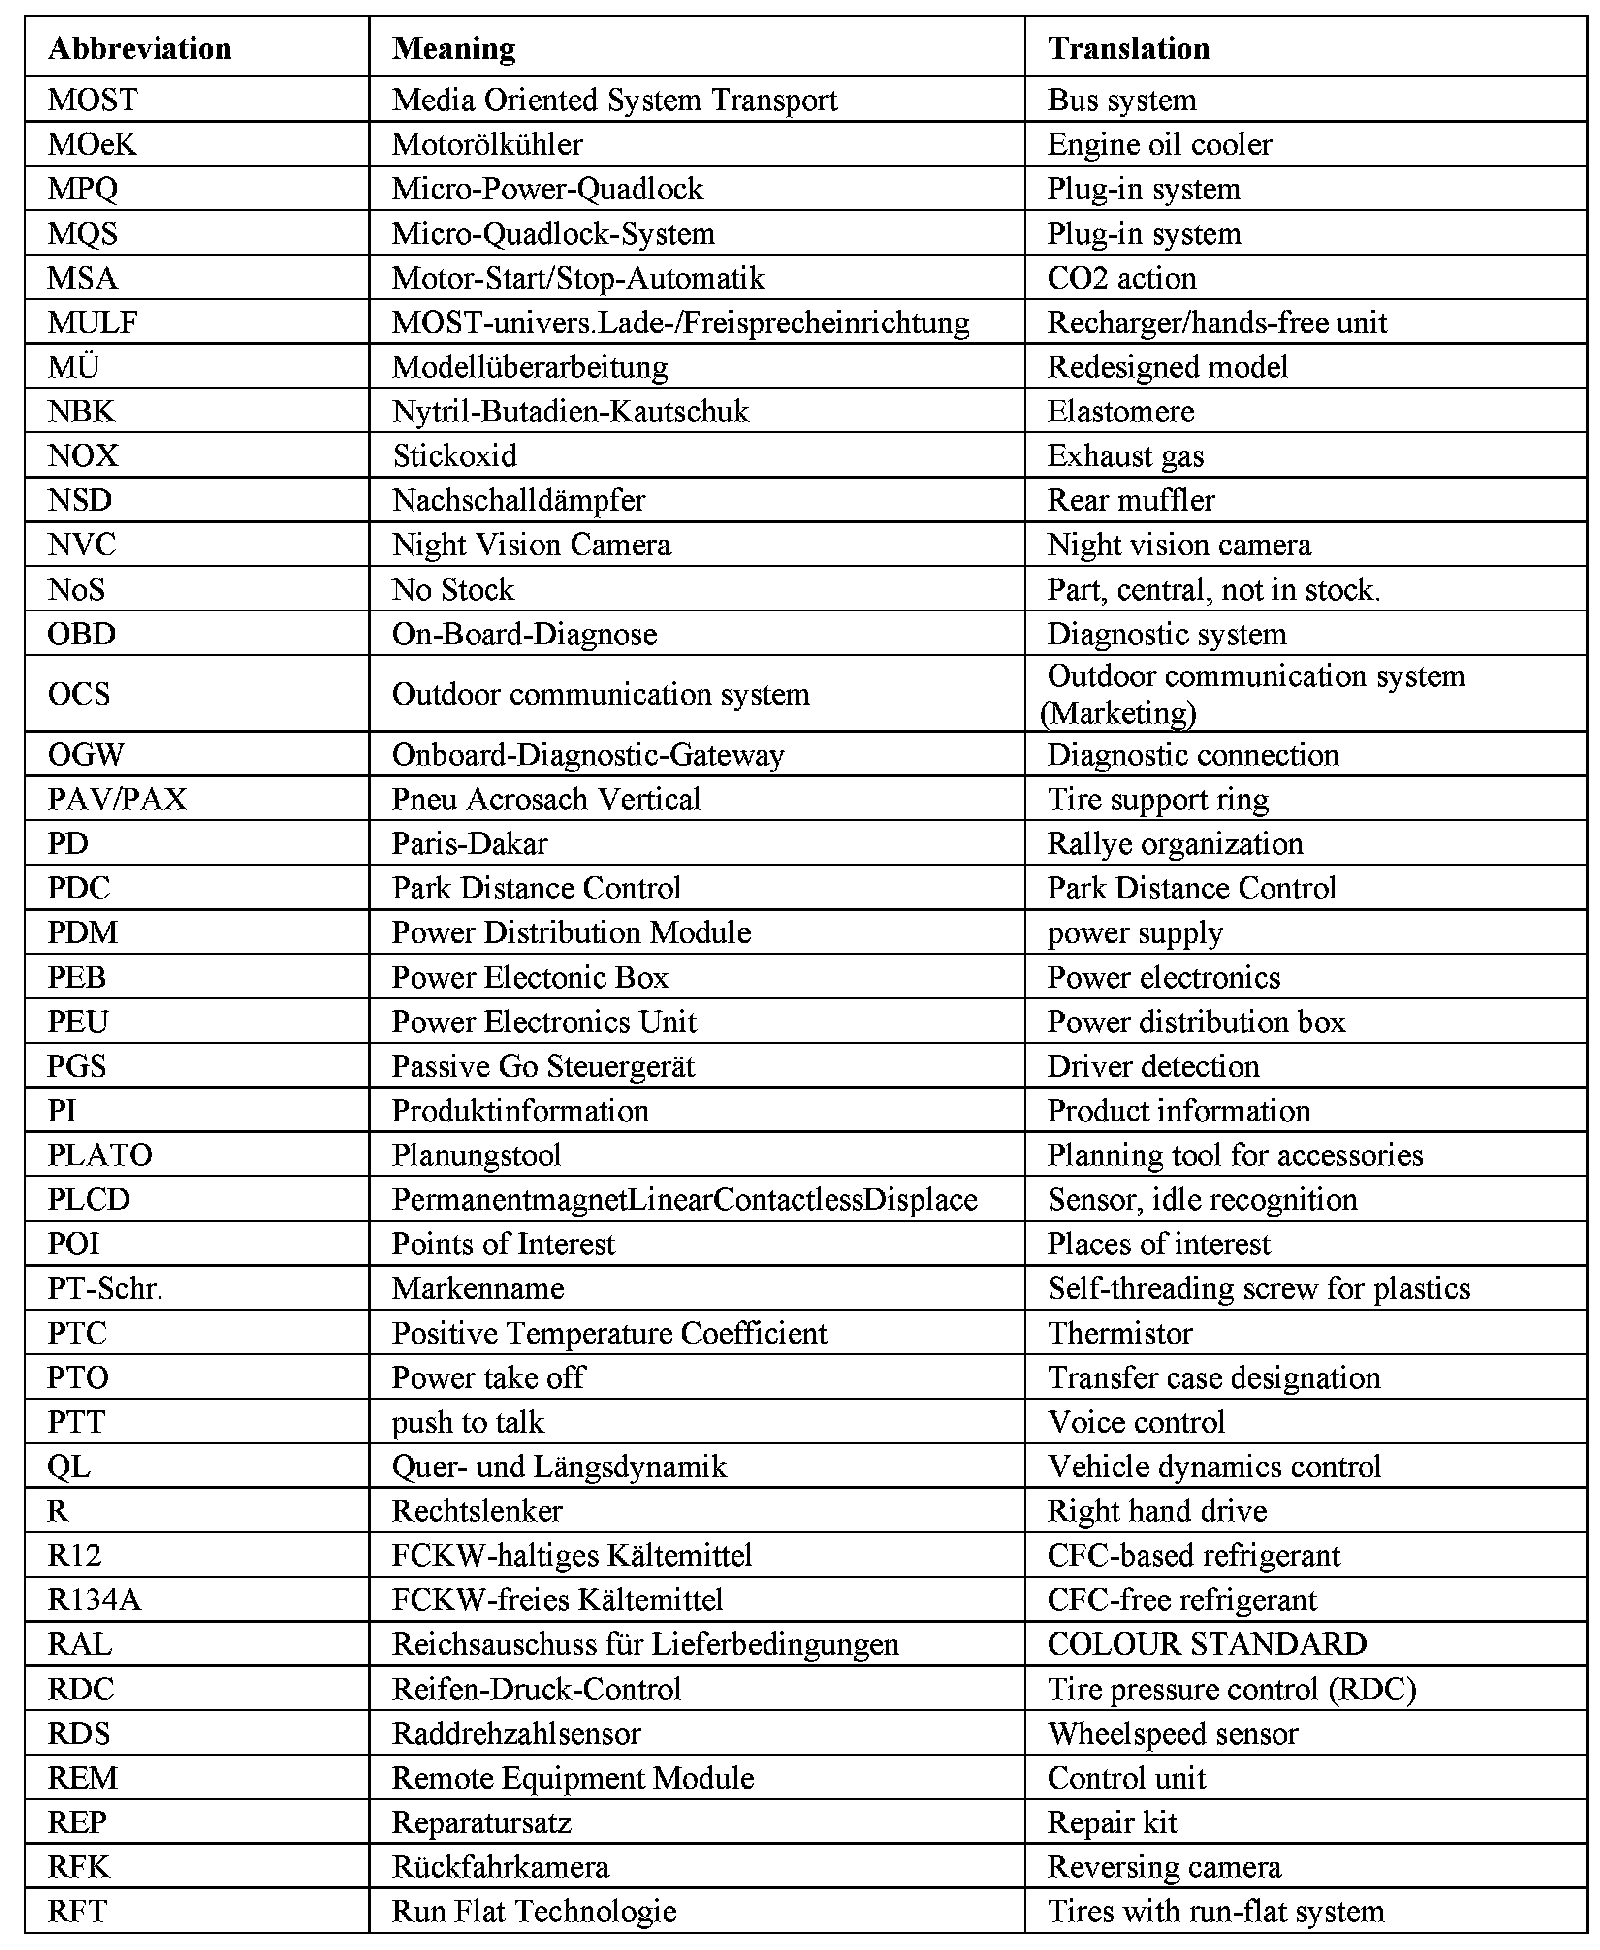 Abbreviation Meaning Translation
MOST Media Oriented System Transport Bus system
MOeK Motorölkühler Engine oil cooler
MPQ Micro-Power-Quadlock Plug-in system
MQS Micro-Quadlock-System Plug-in system
MSA Motor-Start/Stop-Automatik CO2 action
MULF MOST-univers.Lade-/Freisprecheinrichtung Recharger/hands-free unit
MÜ Modellüberarbeitung Redesigned model
NBK Nytril-Butadien-Kautschuk Elastomere
NOX Stickoxid Exhaust gas
NSD Nachschalldämpfer Rear muffler
NVC Night Vision Camera Night vision camera
NoS No Stock Part, central, not in stock.
OBD On-Board-Diagnose Diagnostic system
OCS Outdoor communication system Outdoor communication system
(Marketing)
OGW Onboard-Diagnostic-Gateway Diagnostic connection
PAV/PAX Pneu Acrosach Vertical Tire support ring
PD Paris-Dakar Rallye organization
PDC Park Distance Control Park Distance Control
PDM Power Distribution Module power supply
PEB Power Electonic Box Power electronics
PEU Power Electronics Unit Power distribution box
PGS Passive Go Steuergerät Driver detection
PI Produktinformation Product information
PLATO Planungstool Planning tool for accessories
PLCD PermanentmagnetLinearContactlessDisplace Sensor, idle recognition
POI Points of Interest Places of interest
PT-Schr. Markenname Self-threading screw for plastics
PTC Positive Temperature Coefficient Thermistor
PTO Power take off Transfer case designation
PTT push to talk Voice control
QL Quer- und Längsdynamik Vehicle dynamics control
R Rechtslenker Right hand drive
R12 FCKW-haltiges Kältemittel CFC-based refrigerant
R134A FCKW-freies Kältemittel CFC-free refrigerant
RAL Reichsauschuss für Lieferbedingungen COLOUR STANDARD
RDC Reifen-Druck-Control Tire pressure control (RDC)
RDS Raddrehzahlsensor Wheelspeed sensor
REM Remote Equipment Module Control unit
REP Reparatursatz Repair kit
RFK Rückfahrkamera Reversing camera
RFT Run Flat Technologie Tires with run-flat system